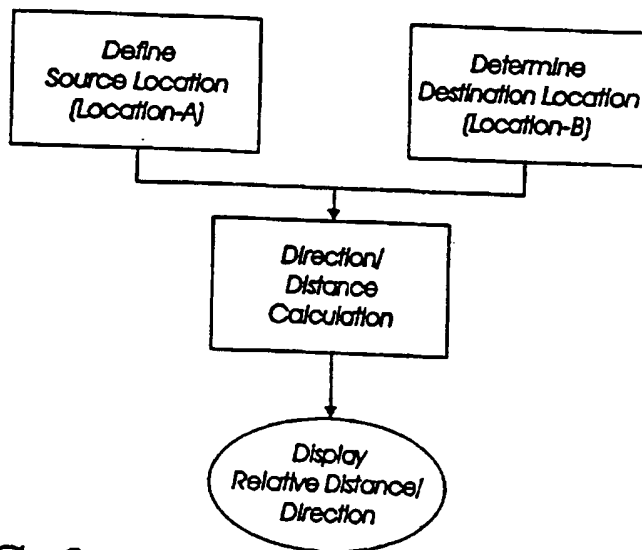 Define
Source Location
(Location-A)
Determine
Destination Location
(Location-B)
Direction/
Distance
Calculation
Display
Relative Distance/
Direction